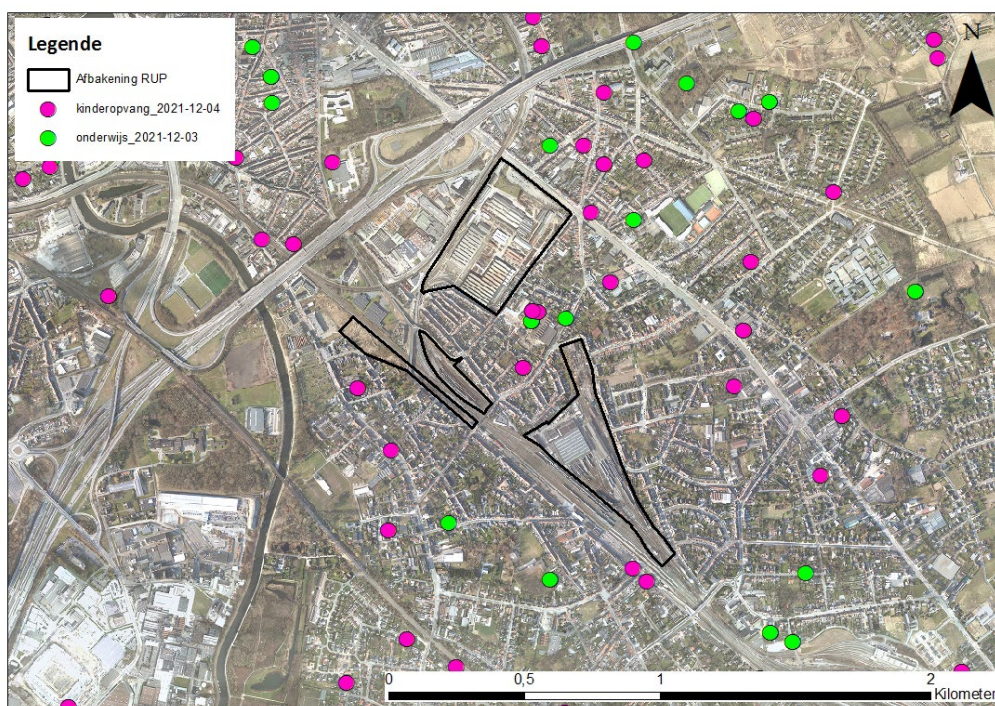 Legende
Afbakening RUP
kinderopvang_2021-12-04
onderwijs_2021-12-03
N
0 0,5 1 2
Kilometer